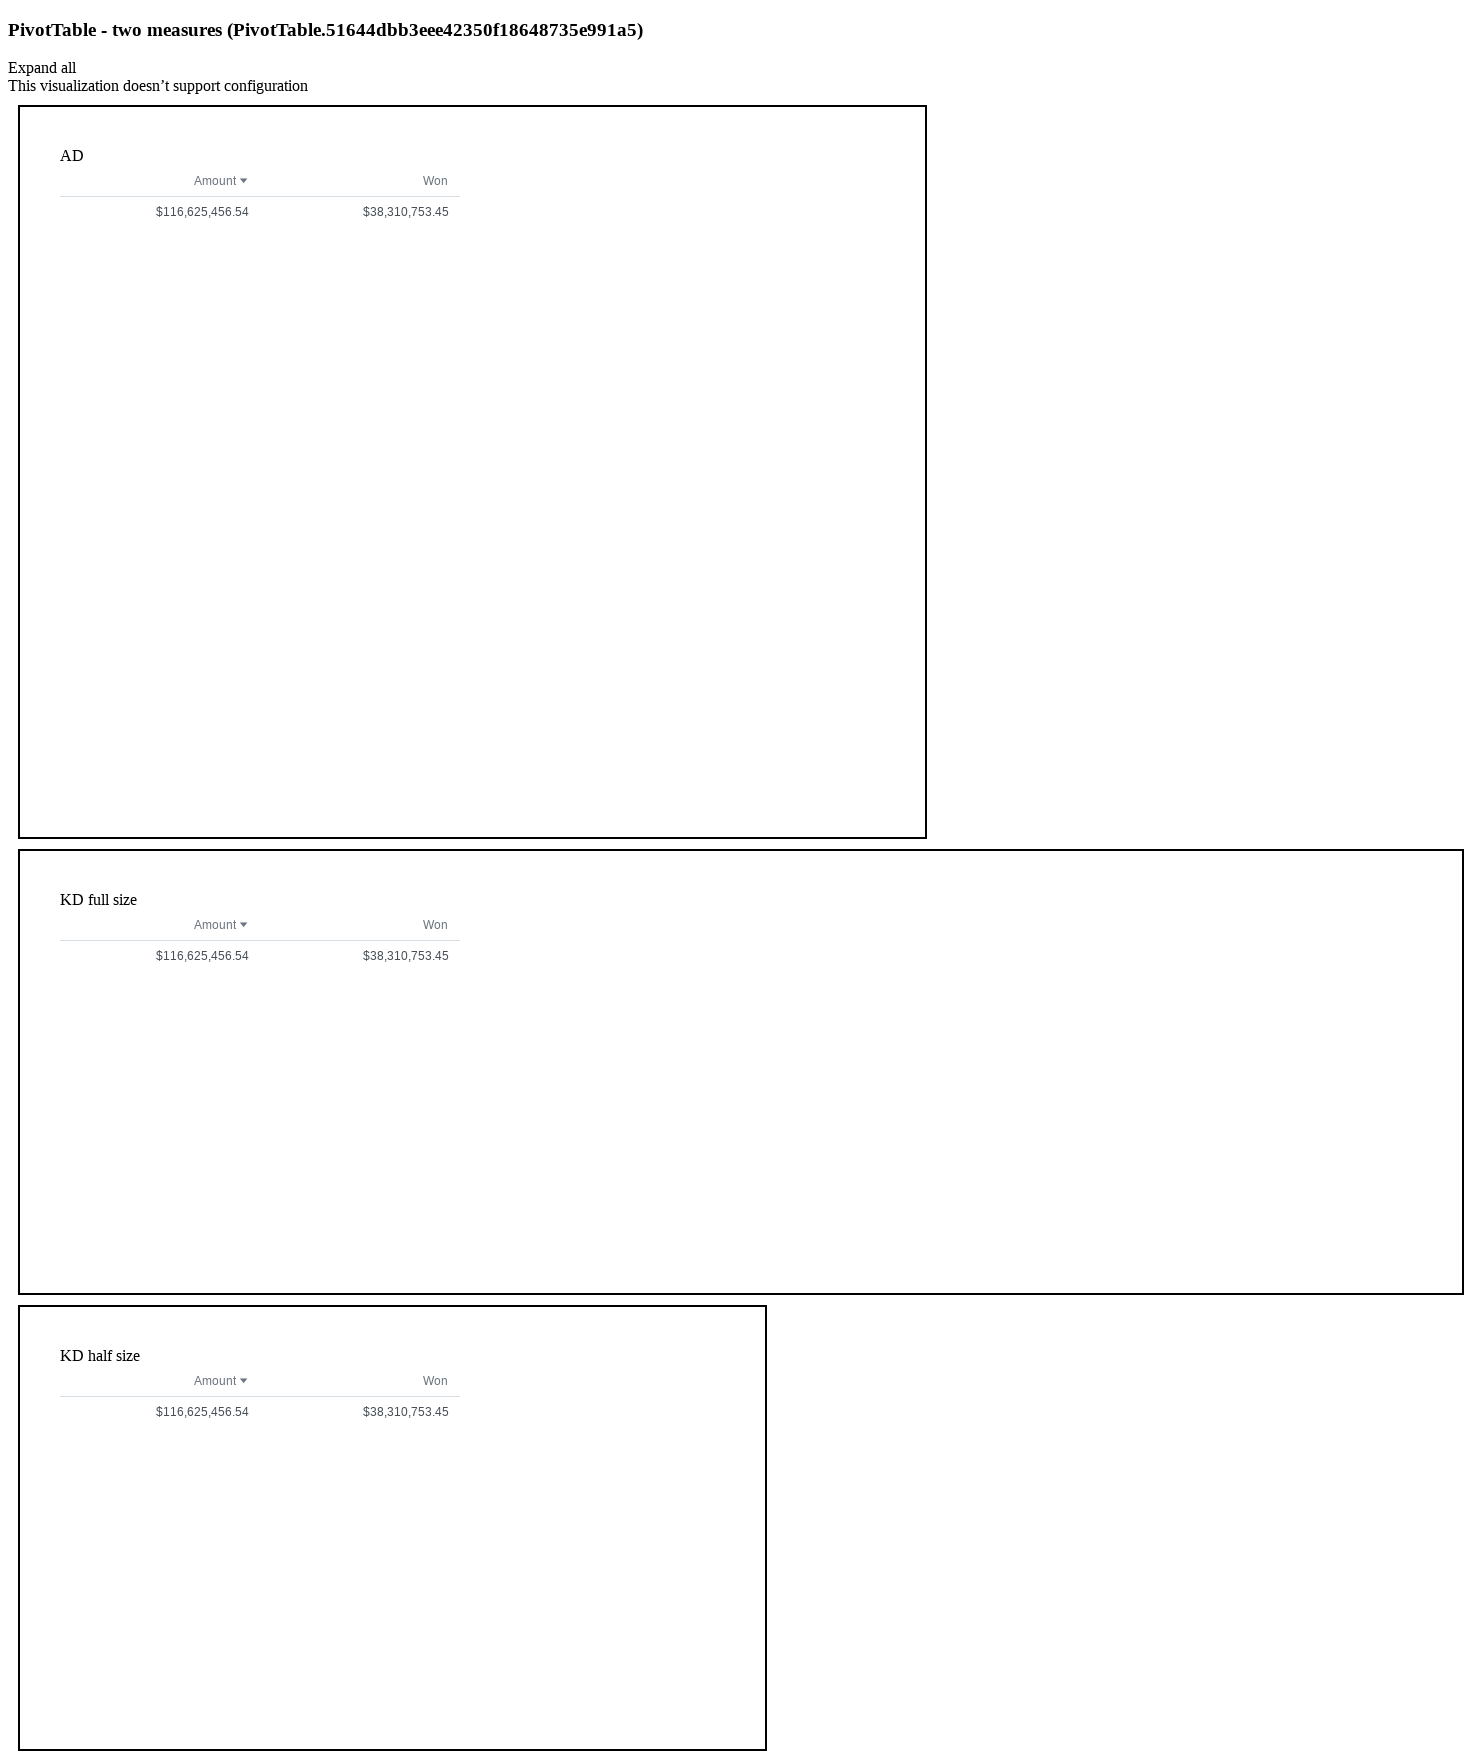 PivotTable - two measures (PivotTable.51644dbb3eee42350f18648735e991a5)
Expand all
This visualization doesn’t support configuration
AD
Amount Won
$116,625,456.54 $38,310,753.45
KD full size
Amount Won
$116,625,456.54 $38,310,753.45
KD half size
Amount Won
$116,625,456.54 $38,310,753.45